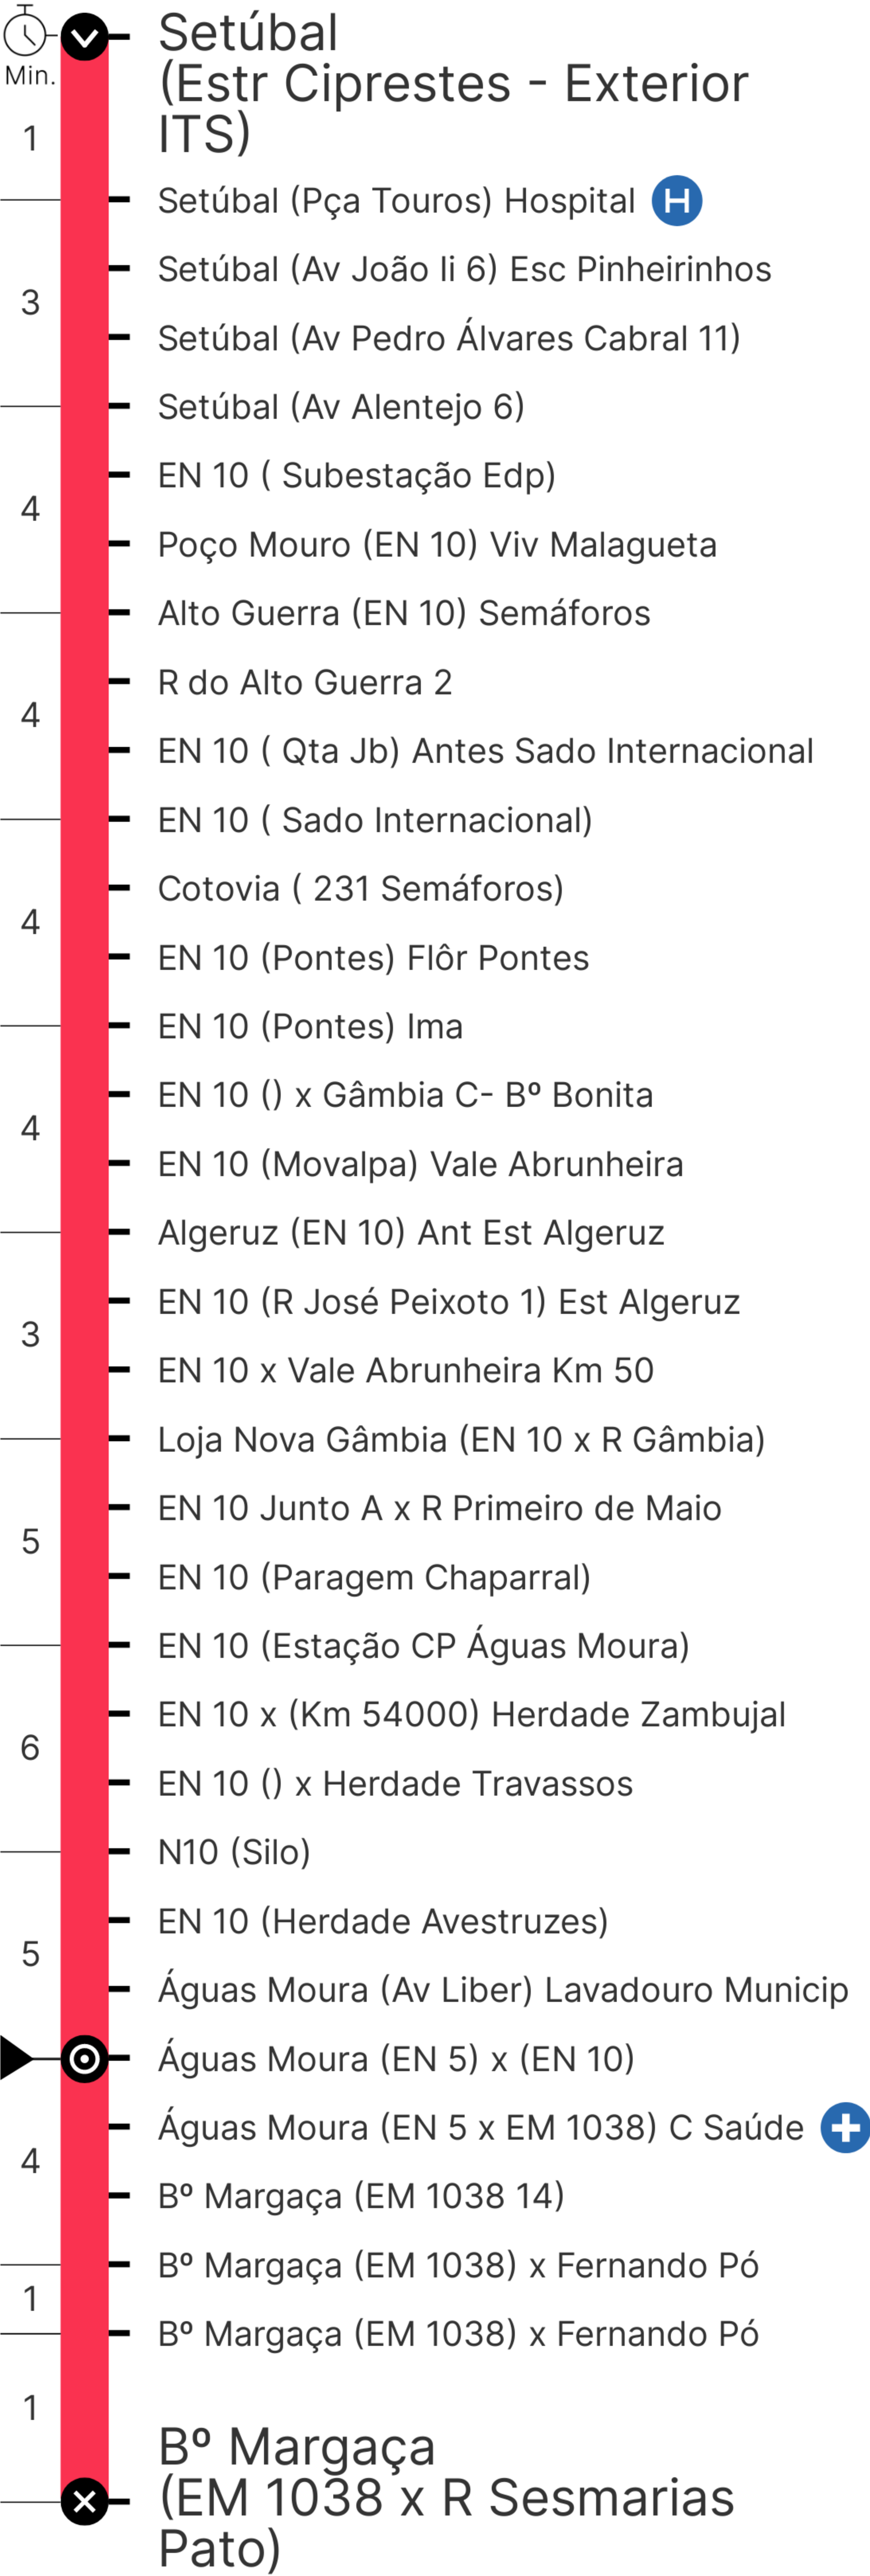 Setúbal
(Estr Ciprestes - Exterior
ITS)
Min.
1
Setúbal (Pça Touros) Hospital H
Setúbal (Av João Ii 6) Esc Pinheirinhos
3
Setúbal (Av Pedro Álvares Cabral 11)
Setúbal (Av Alentejo 6)
EN 10 ( Subestação Edp)
4
Poço Mouro (EN 10) Viv Malagueta
Alto Guerra (EN 10) Semáforos
R do Alto Guerra 2
4
EN 10 ( Qta Jb) Antes Sado Internacional
EN 10 ( Sado Internacional)
Cotovia ( 231 Semáforos)
4
EN 10 (Pontes) Flôr Pontes
EN 10 (Pontes) Ima
EN 10 () x Gâmbia C- Bº Bonita
4
EN 10 (Movalpa) Vale Abrunheira
Algeruz (EN 10) Ant Est Algeruz
EN 10 (R José Peixoto 1) Est Algeruz
3
EN 10 x Vale Abrunheira Km 50
Loja Nova Gâmbia (EN 10 x R Gâmbia)
EN 10 Junto A x R Primeiro de Maio
5
EN 10 (Paragem Chaparral)
EN 10 (Estação CP Águas Moura)
EN 10 x (Km 54000) Herdade Zambujal
6
EN 10 () x Herdade Travassos
N10 (Silo)
EN 10 (Herdade Avestruzes)
5
Águas Moura (Av Liber) Lavadouro Municip
Águas Moura (EN 5) x (EN 10)
Águas Moura (EN 5 x EM 1038) C Saúde
4
Bº Margaça (EM 1038 14)
Bº Margaça (EM 1038) x Fernando Pó
1
Bº Margaça (EM 1038) x Fernando Pó
1
Bº Margaça
(EM 1038 x R Sesmarias
Pato)